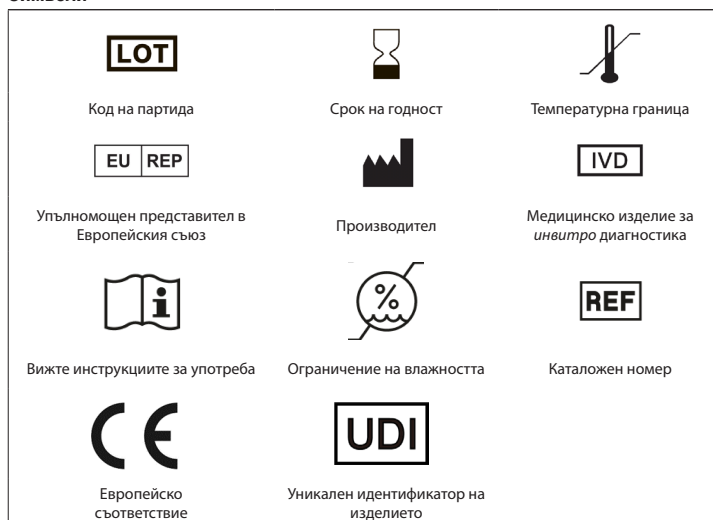 LOT
Код на партида
Срок на годност
Температурна граница
EU REP
Упълномощен представител в
Европейския съюз
Производител
IVD
Медицинско изделие за
инвитро диагностика
i
Вижте инструкциите за употреба
%
Ограничение на влажността
REF
Каталожен номер
CE
Европейско
съответствие
UDI
Уникален идентификатор на
изделието